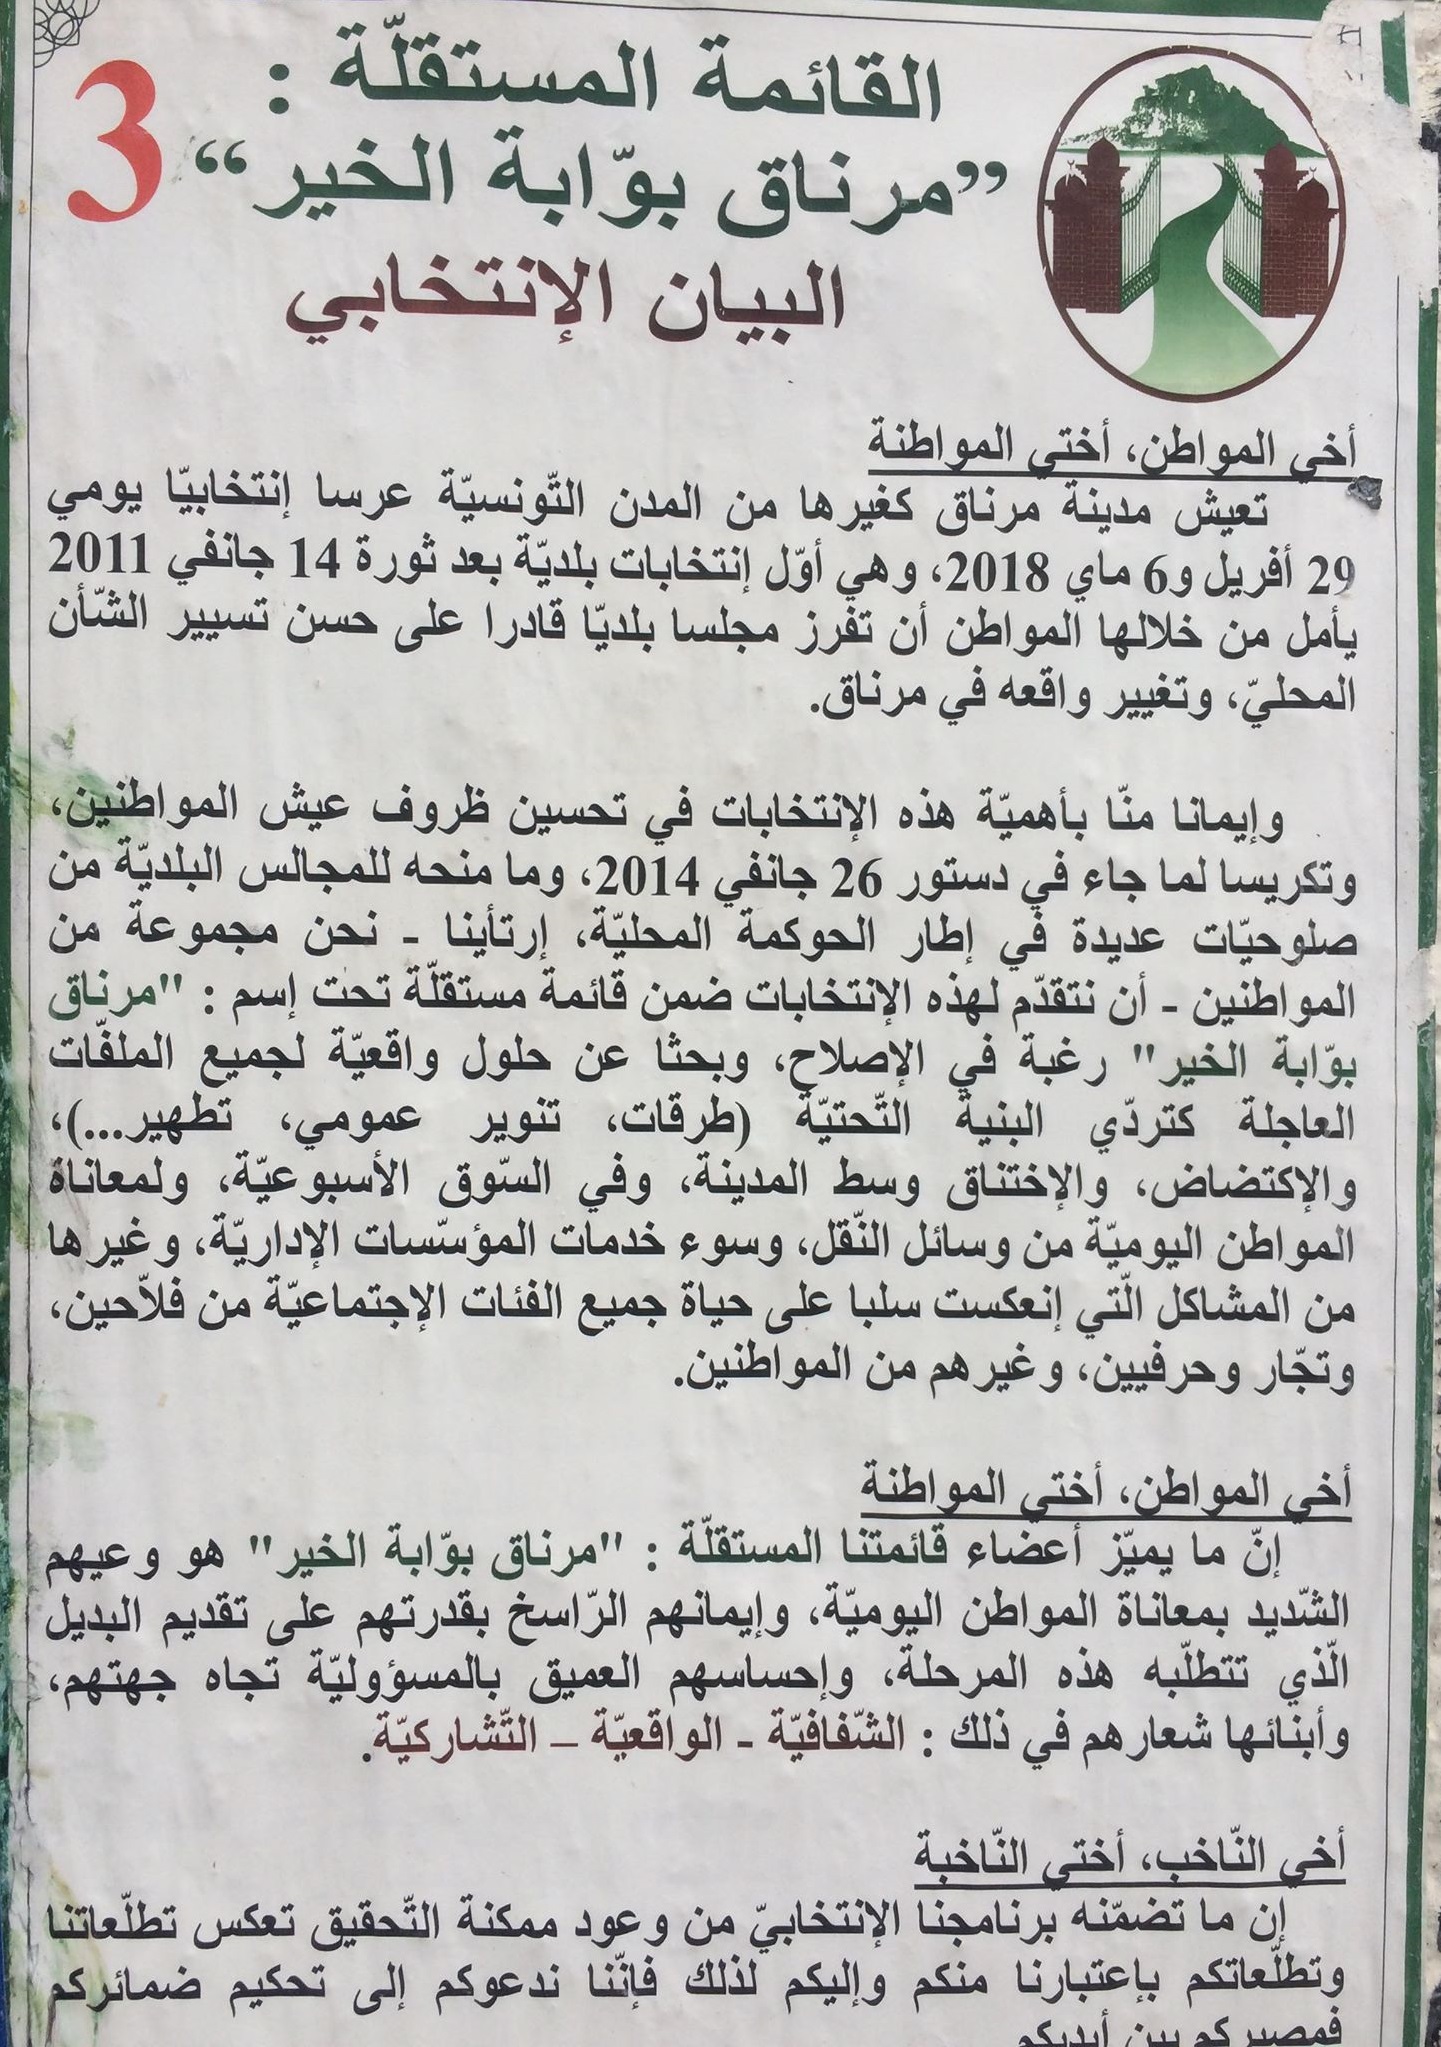 القائمة المستقلّة :
3
”مرناق بوّابة الخير“
البيان الإنتخابي
أخي المواطن، أختي المواطنة
تعيش مدينة مرناق كغيرها من المدن التّونسيّة عرسا إنتخابيّا يومي
29 أفريل و6 ماي 2018، وهي أوّل إنتخابات بلديّة بعد ثورة 14 جانفي 2011
يأمل من خلالها المواطن أن تفرز مجلسا بلديّا قادرا على حسن تسيير الشّأن
المحليّ، وتغيير واقعه في مرناق.
وإيمانا منّا بأهميّة هذه الإنتخابات في تحسين ظروف عيش المواطنين،
وتكريسا لما جاء في دستور 26 جانفي 2014، وما منحه للمجالس البلديّة من
صلوحيّات عديدة في إطار الحوكمة المحليّة، إرتأينا - نحن مجموعة من
المواطنين - أن نتقدّم لهذه الإنتخابات ضمن قائمة مستقلّة تحت إسم : "مرناق
بوّابة الخير" رغبة في الإصلاح، وبحثا عن حلول واقعيّة لجميع الملفّات
العاجلة كتردّي البنية التّحتيّة (طرقات، تنوير عمومي، تطهير...)،
والإكتضاض، والإختناق وسط المدينة، وفي السّوق الأسبوعيّة، ولمعاناة
المواطن اليوميّة من وسائل النّقل، وسوء خدمات المؤسّسات الإداريّة، وغيرها
من المشاكل الّتي إنعكست سلبا على حياة جميع الفئات الإجتماعيّة من فلاّحين،
وتجّار وحرفيين، وغيرهم من المواطنين.
أخي المواطن، أختي المواطنة
إنّ ما يميّز أعضاء قائمتنا المستقلّة : "مرناق بوّابة الخير" هو وعيهم
الشّديد بمعاناة المواطن اليوميّة، وإيمانهم الرّاسخ بقدرتهم على تقديم البديل
الّذي تتطلّبه هذه المرحلة، وإحساسهم العميق بالمسؤوليّة تجاه جهتهم،
وأبنائها شعارهم في ذلك : الشّفافيّة - الواقعيّة – التّشاركيّة.
أخي النّاخب، أختي النّاخبة
إن ما تضمّنه برنامجنا الإنتخابيّ من وعود ممكنة التّحقيق تعكس تطلّعاتنا
وتطلّعاتكم بإعتبارنا منكم وإليكم لذلك فإنّنا ندعوكم إلى تحكيم ضمائركم
فمصيركم بين أيديكم